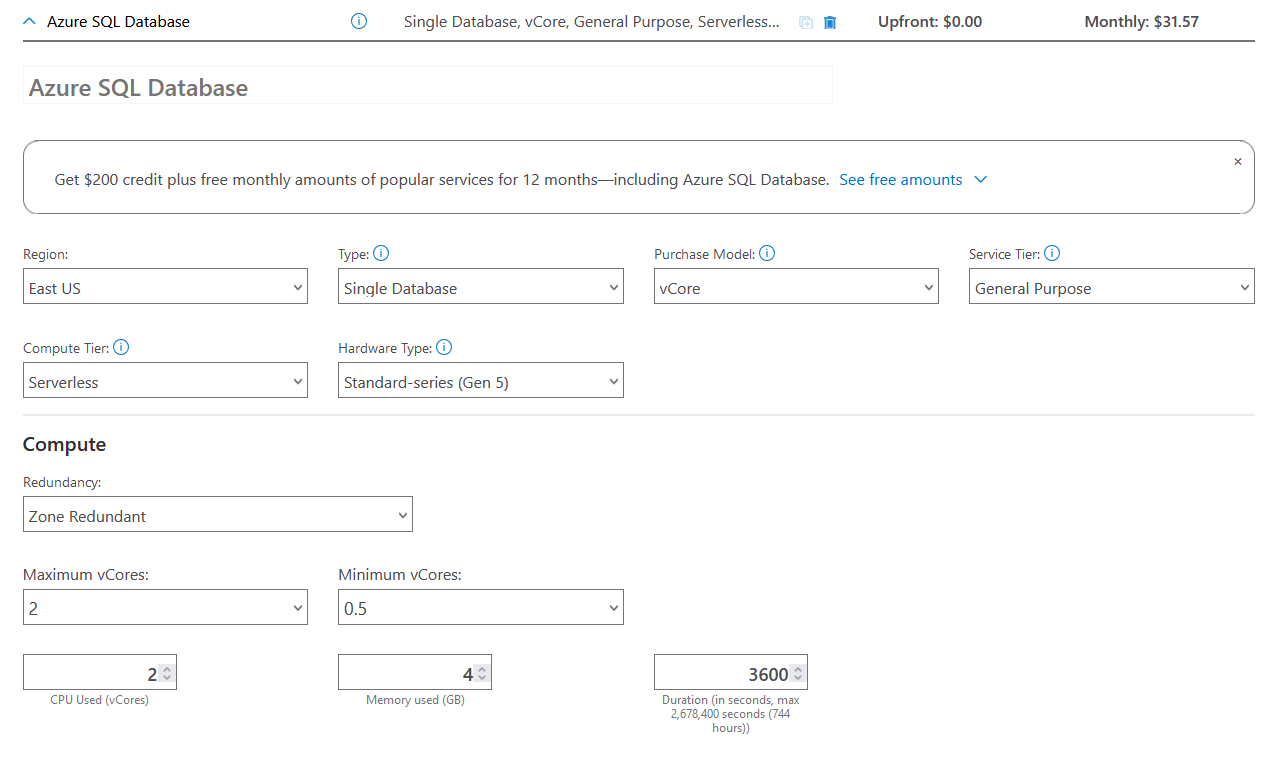 Azure SQL Database
Single Database, vCore, General Purpose, Serverless...
Upfront: $0.00
Monthly: $31.57
Azure SQL Database
Get $200 credit plus free monthly amounts of popular services for 12 months—including Azure SQL Database. See free amounts
Region:
Type:
Purchase Model:
Service Tier:
East US
Single Database
vCore
General Purpose
Compute Tier:
Hardware Type:
Serverless
Standard-series (Gen 5)
Compute
Redundancy:
Zone Redundant
Maximum vCores:
Minimum vCores:
2
0.5
2
4
3600
CPU Used (vCores)
Memory used (GB)
Duration (in seconds, max
2,678,400 seconds (744
hours))